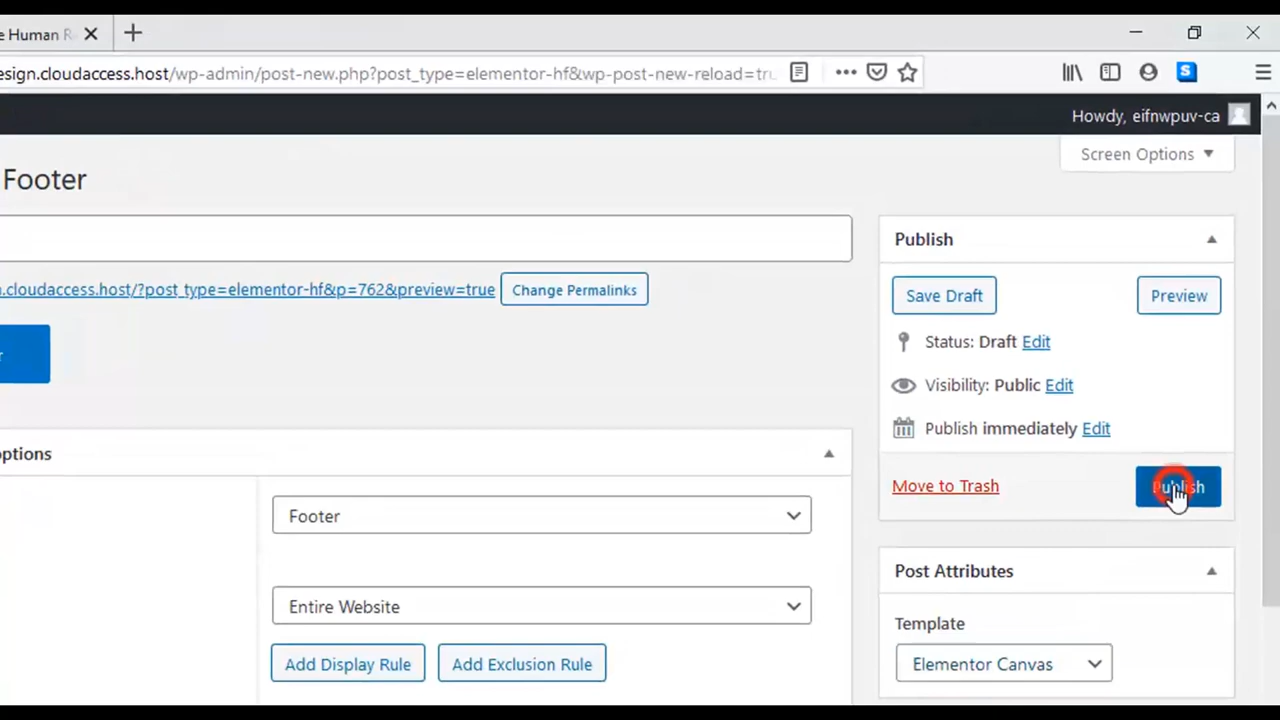 e Human R
esign.cloudaccess.host/wp-admin/post-new.php?post_type=elementor-hf&wp-post-new-reload=tru
Howdy, eifnwpuv-ca
Screen Options
Footer
Publish
.cloudaccess.host/?post_type=elementor-hf&p=762&preview=true
Change Permalinks
Save Draft
Preview
Status: Draft Edit
r
Visibility: Public Edit
Publish immediately Edit
ptions
Move to Trash
Publish
Footer
Post Attributes
Entire Website
Template
Add Display Rule
Add Exclusion Rule
Elementor Canvas